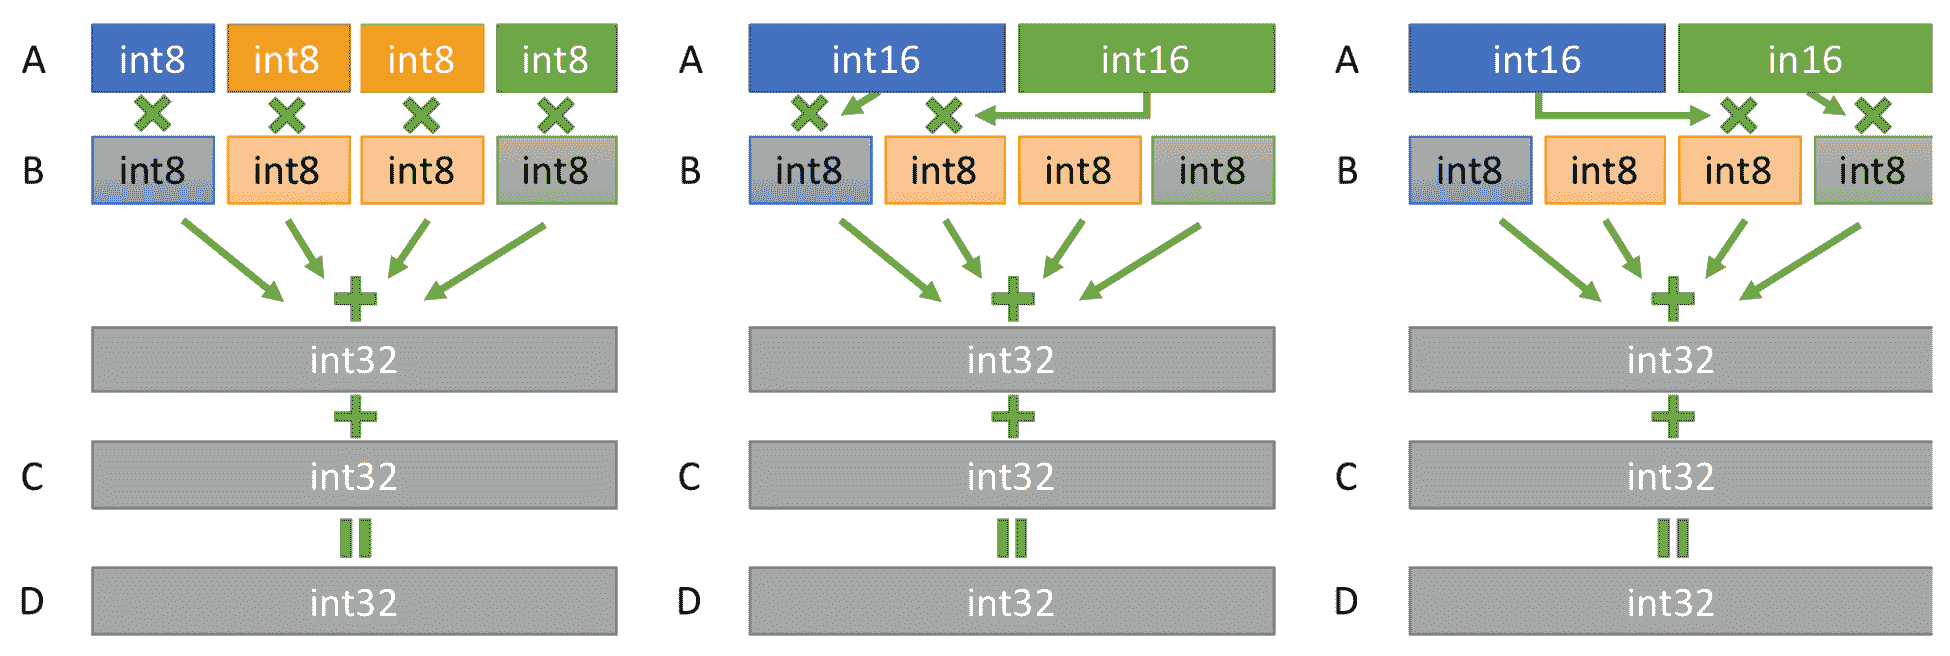 A int8 int8 int8 int8 A int16 int16 A int16 in16
B int8 int8 int8 int8 B int8 int8 int8 int8 B int8 int8 int8 int8
int32 int32 int32
C int32 C int32 C int32
D int32 D int32 D int32